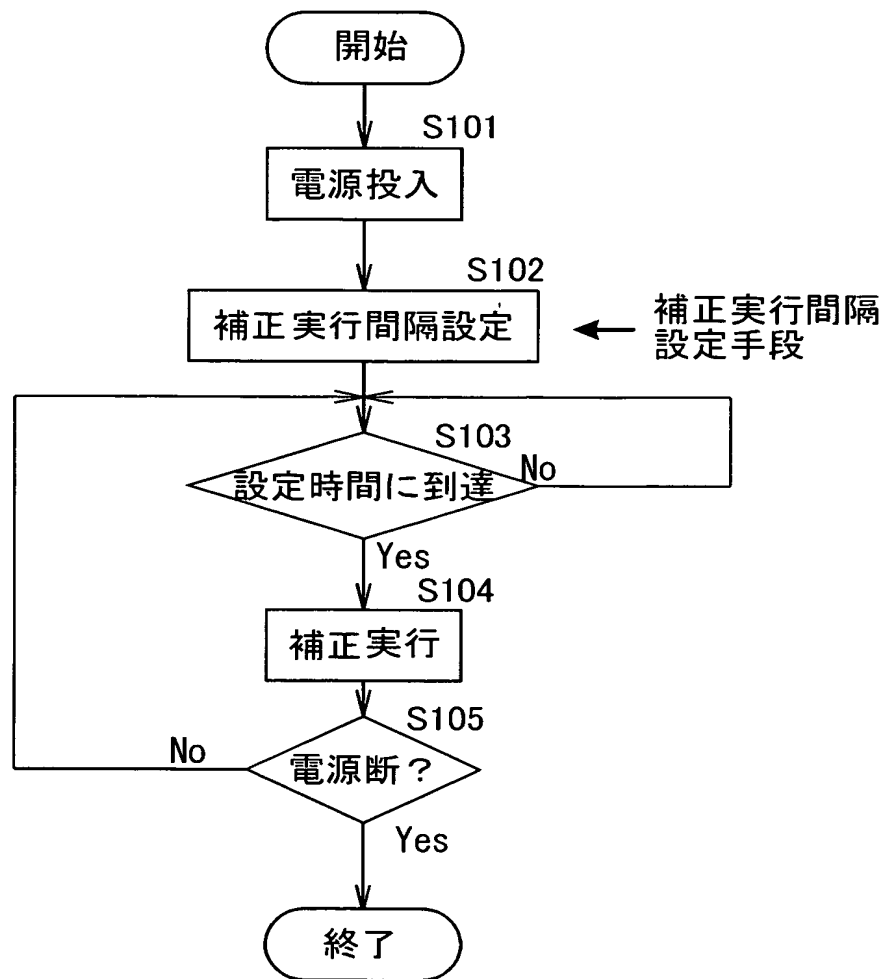 開始
S101
電源投入
S102
補正実行間隔設定
補正実行間隔
設定手段
S103
設定時間に到達
No
Yes
S104
補正実行
S105
電源断？
No
Yes
終了